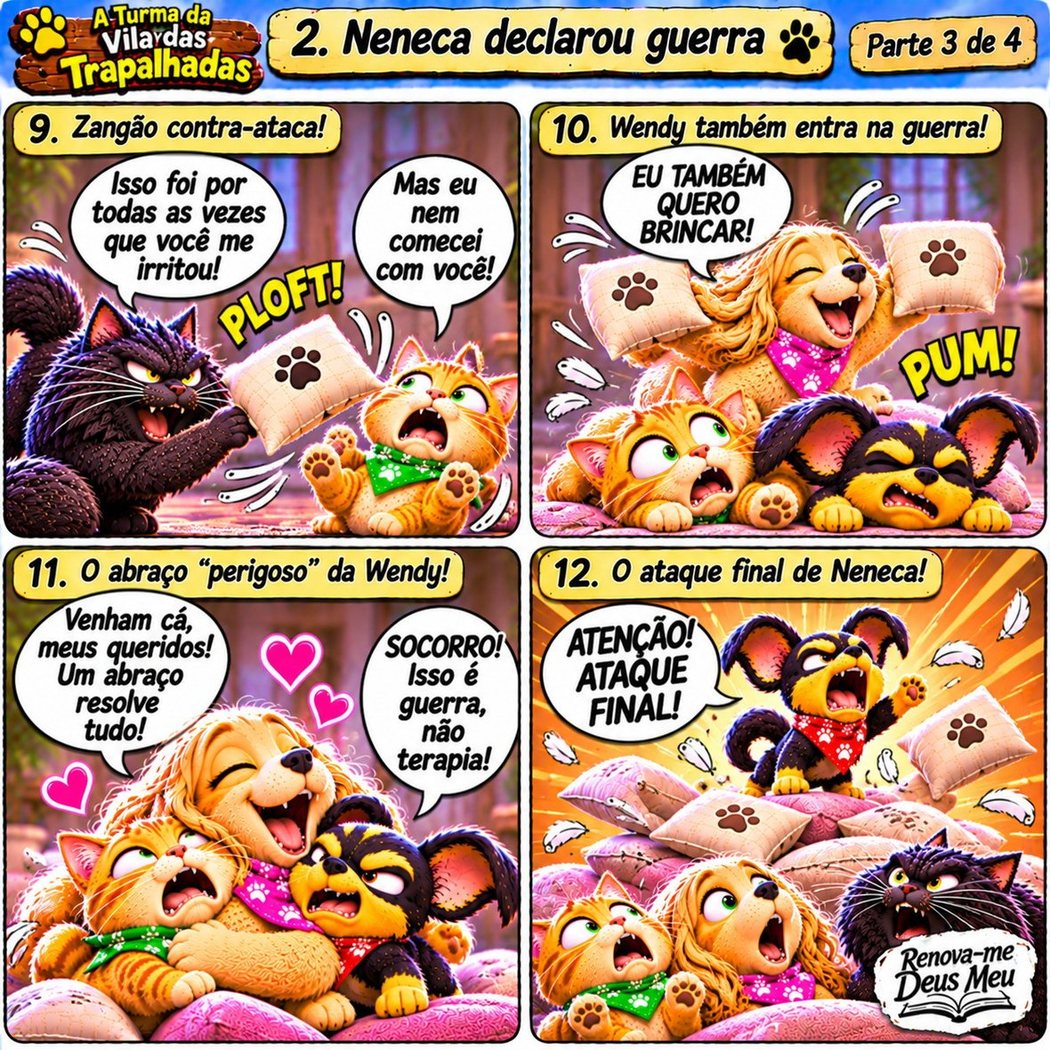 A Turma da
Vila das
Trapalhadas
2. Neneca declarou guerra
Parte 3 de 4
9. Zangão contra-ataca!
Isso foi por
todas as vezes
que você me
irritou!
Mas eu
nem
comecei
com você!
PLOFT!
10. Wendy também entra na guerra!
EU TAMBÉM
QUERO
BRINCAR!
PUM!
11. O abraço “perigoso” da Wendy!
Venham cá,
meus queridos!
Um abraço
resolve
tudo!
SOCORRO!
Isso é
guerra,
não
terapia!
12. O ataque final de Neneca!
ATENÇÃO!
ATAQUE
FINAL!
Renova-me
Deus Meu